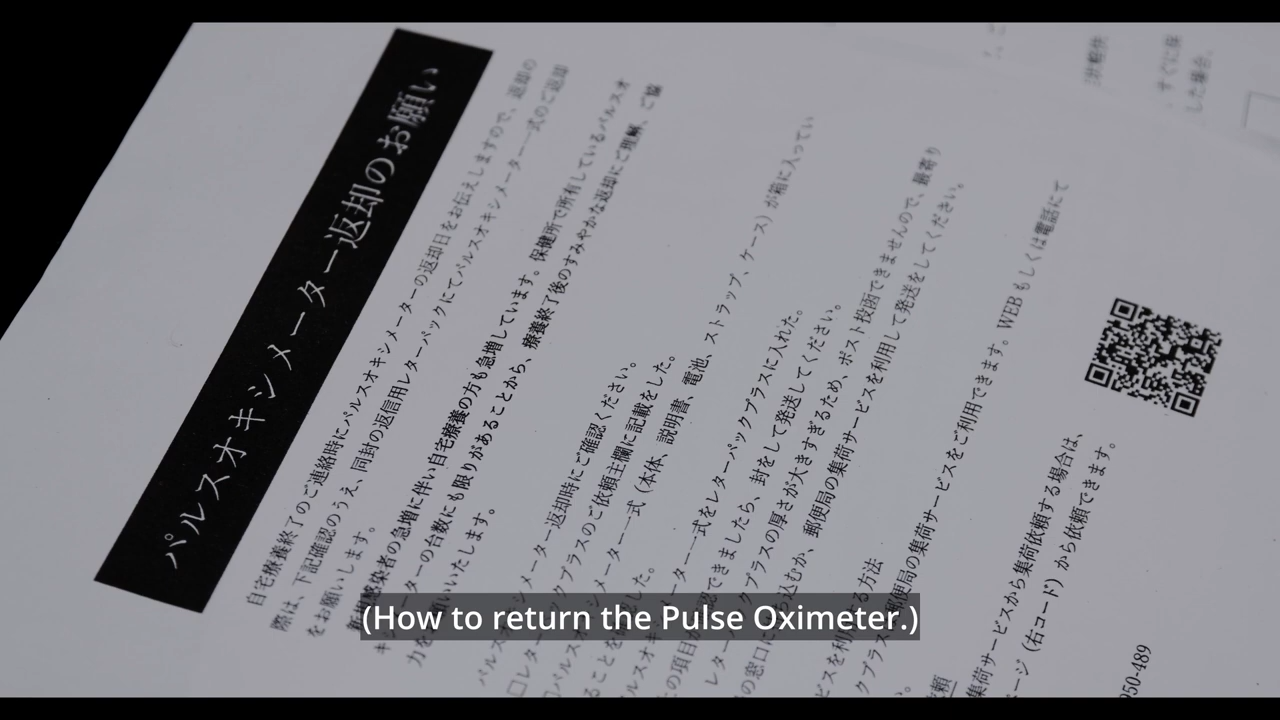 パルスオキシメーター返却のお願い
自宅療養終了のご連絡時にパルスオキシメーターの返却日をお伝えしますので、返却の
際は、下記確認のうえ、同封の返信用レターパックにてパルスオキシメーター一式のご返却
をお願いします。
感染者の急増に伴い自宅療養の方も急増しています。保健所で所有しているパルスオ
キシメーターの台数にも限りがあることから、療養終了後のすみやかな返却にご理解、ご協
力をお願いいたします。
パルスオキシメーター返却時にご確認ください。
□レターパックプラスのご依頼主欄に記載をした。
□パルスオキシメーター一式（本体、説明書、電池、ストラップ、ケース）が箱に入ってい
ることを確認した。
ルスオキシメーター一式をレターパックプラスに入れた。
の項目が確認できましたら、封をして発送してください。
レターパックプラスの厚さが大きすぎるため、ポスト投函できませんので、最寄り
の窓口に持ち込むか、郵便局の集荷サービスを利用して発送をしてください。
ビスを利用する方法
クプラスは郵便局の集荷サービスをご利用できます。WEBもしくは電話にて
い。
依頼
集荷サービスから集荷依頼する場合は、
ージ（右コード）から依頼できます。
950-489
すぐに採
した場合、
(How to return the Pulse Oximeter.)